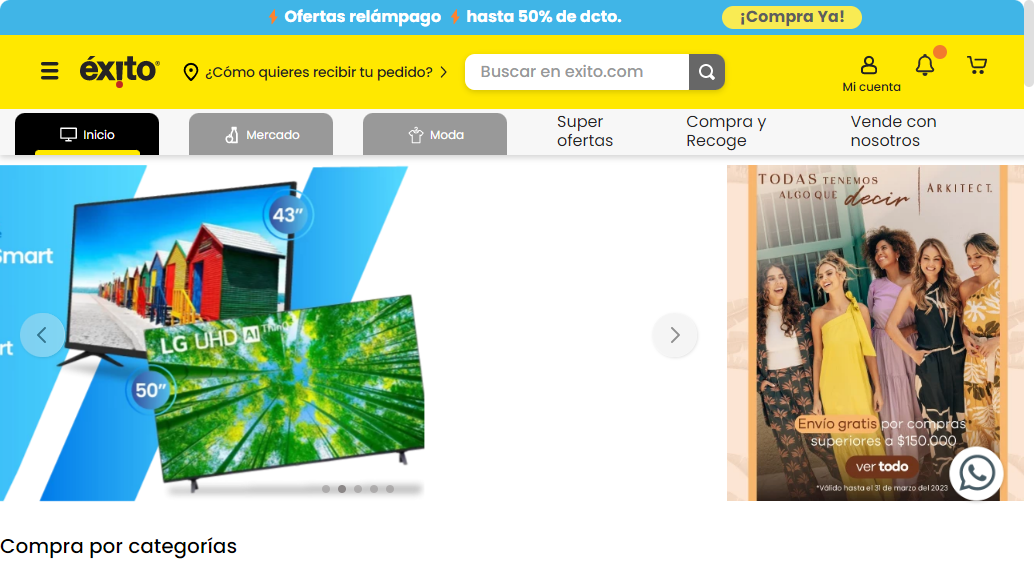 Ofertas relámpago hasta 50% de dcto.
¡Compra Ya!
éxito
¿Cómo quieres recibir tu pedido?
Buscar en exito.com
Mi cuenta
Inicio
Mercado
Moda
Super
ofertas
Compra y
Recoge
Vende con
nosotros
43”
Smart
rt
LG UHD AI ThinQ
50”
TODAS TENEMOS
ALGO QUE decir
ARKITECT.
Envío gratis por compras
superiores a $150.000
ver todo
*Válido hasta el 31 de marzo del 2023
Compra por categorías